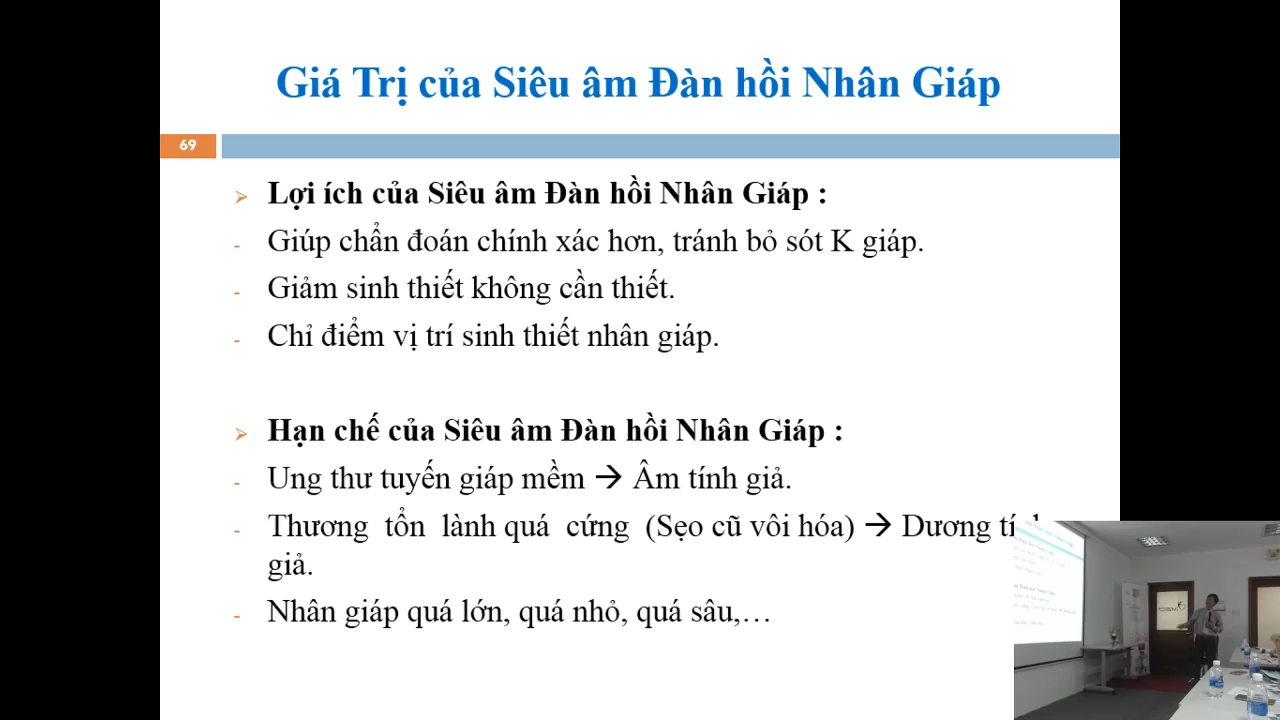 Giá Trị của Siêu âm Đàn hồi Nhân Giáp
69
Lợi ích của Siêu âm Đàn hồi Nhân Giáp :
- Giúp chẩn đoán chính xác hơn, tránh bỏ sót K giáp.
- Giảm sinh thiết không cần thiết.
- Chỉ điểm vị trí sinh thiết nhân giáp.
Hạn chế của Siêu âm Đàn hồi Nhân Giáp :
- Ung thư tuyến giáp mềm → Âm tính giả.
- Thương tổn lành quá cứng (Sẹo cũ vôi hóa) → Dương tính
giả.
- Nhân giáp quá lớn, quá nhỏ, quá sâu,…